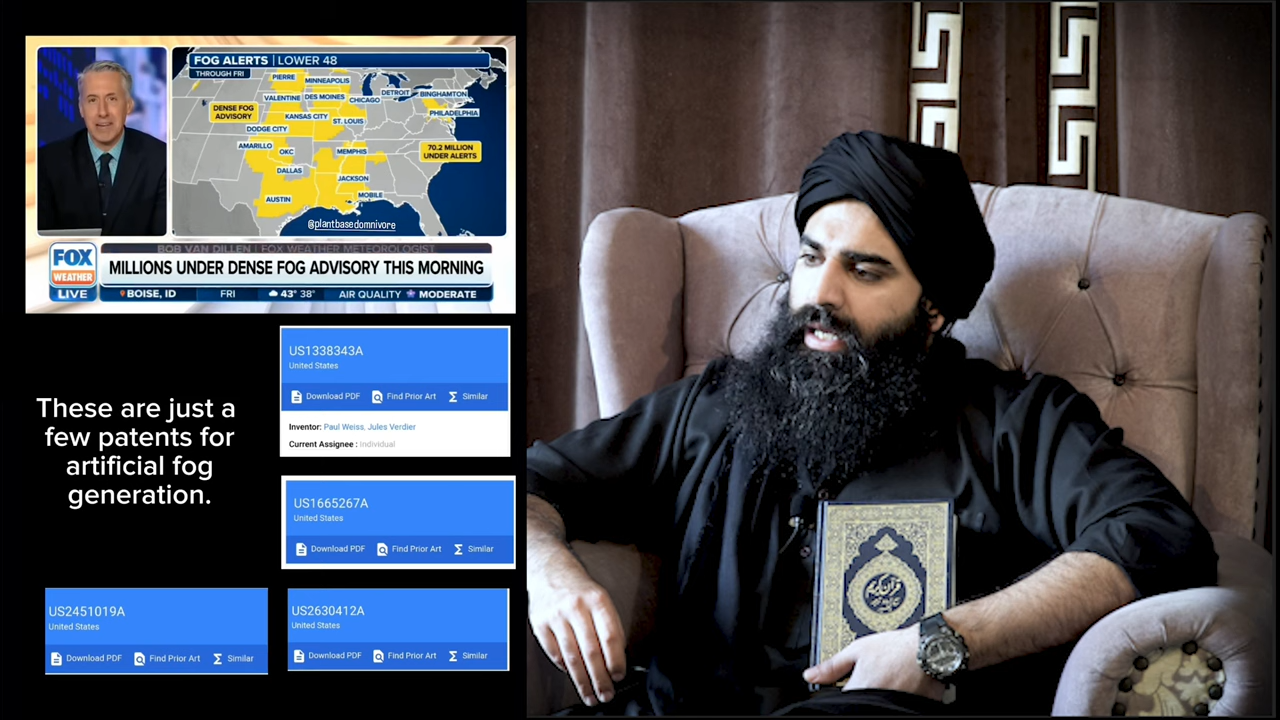 FOG ALERTS | LOWER 48
THROUGH FRI
PIERRE
MINNEAPOLIS
DETROIT
BINGHAMTON
VALENTINE
DES MOINES
CHICAGO
DENSE FOG
ADVISORY
PHILADELPHIA
KANSAS CITY
ST. LOUIS
DODGE CITY
AMARILLO
OKC
MEMPHIS
70.2 MILLION
UNDER ALERTS
DALLAS
JACKSON
AUSTIN
MOBILE
@plantbasedomnivore
BOB VAN DILLEN | FOX WEATHER METEOROLOGIST
FOX
WEATHER
LIVE
MILLIONS UNDER DENSE FOG ADVISORY THIS MORNING
BOISE, ID FRI 43° 38° AIR QUALITY MODERATE
These are just a
few patents for
artificial fog
generation.
US1338343A
United States
Download PDF Find Prior Art Similar
Inventor: Paul Weiss, Jules Verdier
Current Assignee : Individual
US1665267A
United States
Download PDF Find Prior Art Similar
US2451019A
United States
Download PDF Find Prior Art Similar
US2630412A
United States
Download PDF Find Prior Art Similar
قرآن کریم